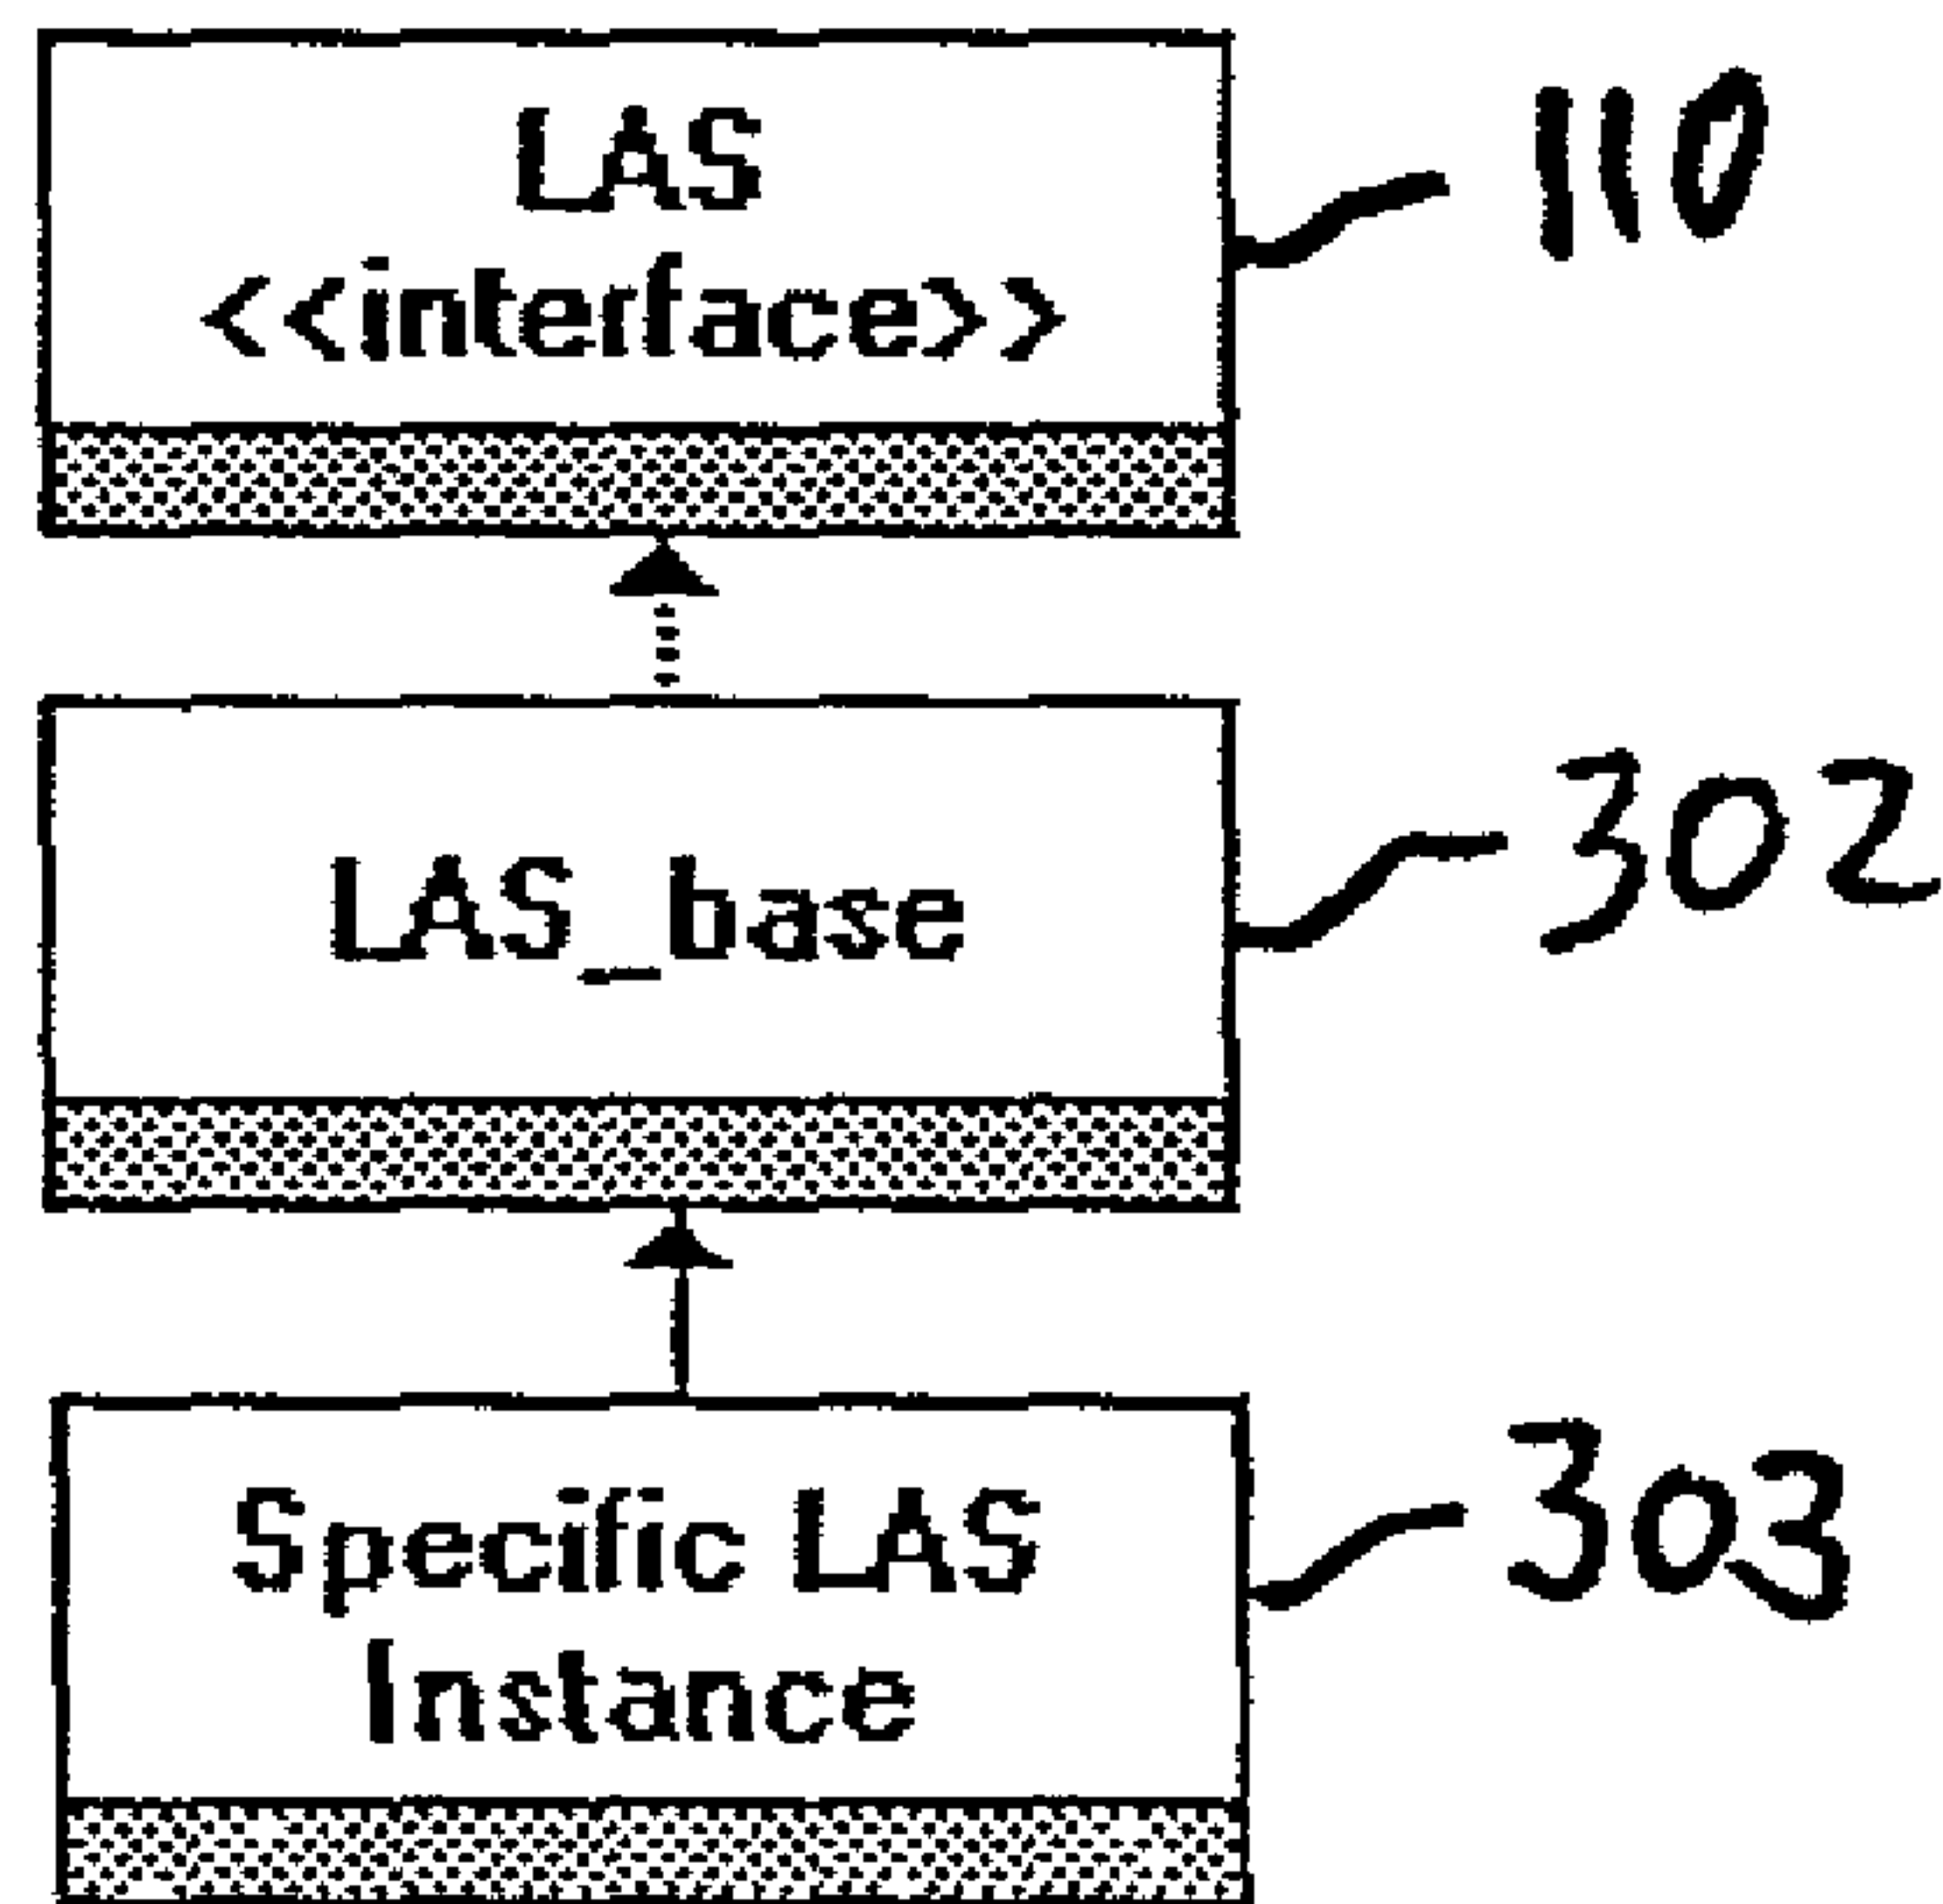 LAS
<<interface>>
110
LAS_base
302
Specific LAS
Instance
303